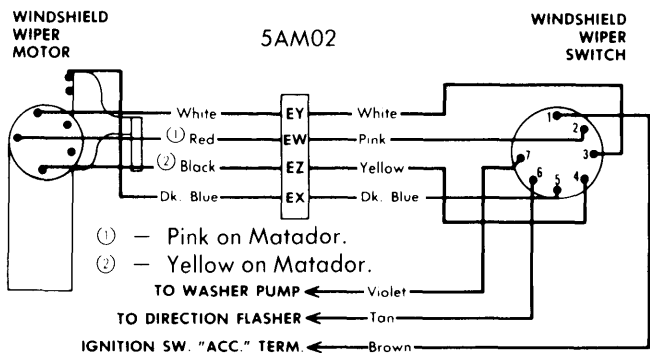 WINDSHIELD
WIPER
MOTOR
5AM02
WINDSHIELD
WIPER
SWITCH
White EY White
① Red EW Pink
② Black EZ Yellow
Dk. Blue EX Dk. Blue
1
2
3
4
5
6
7
① — Pink on Matador.
② — Yellow on Matador.
TO WASHER PUMP Violet
TO DIRECTION FLASHER Tan
IGNITION SW. "ACC." TERM. Brown